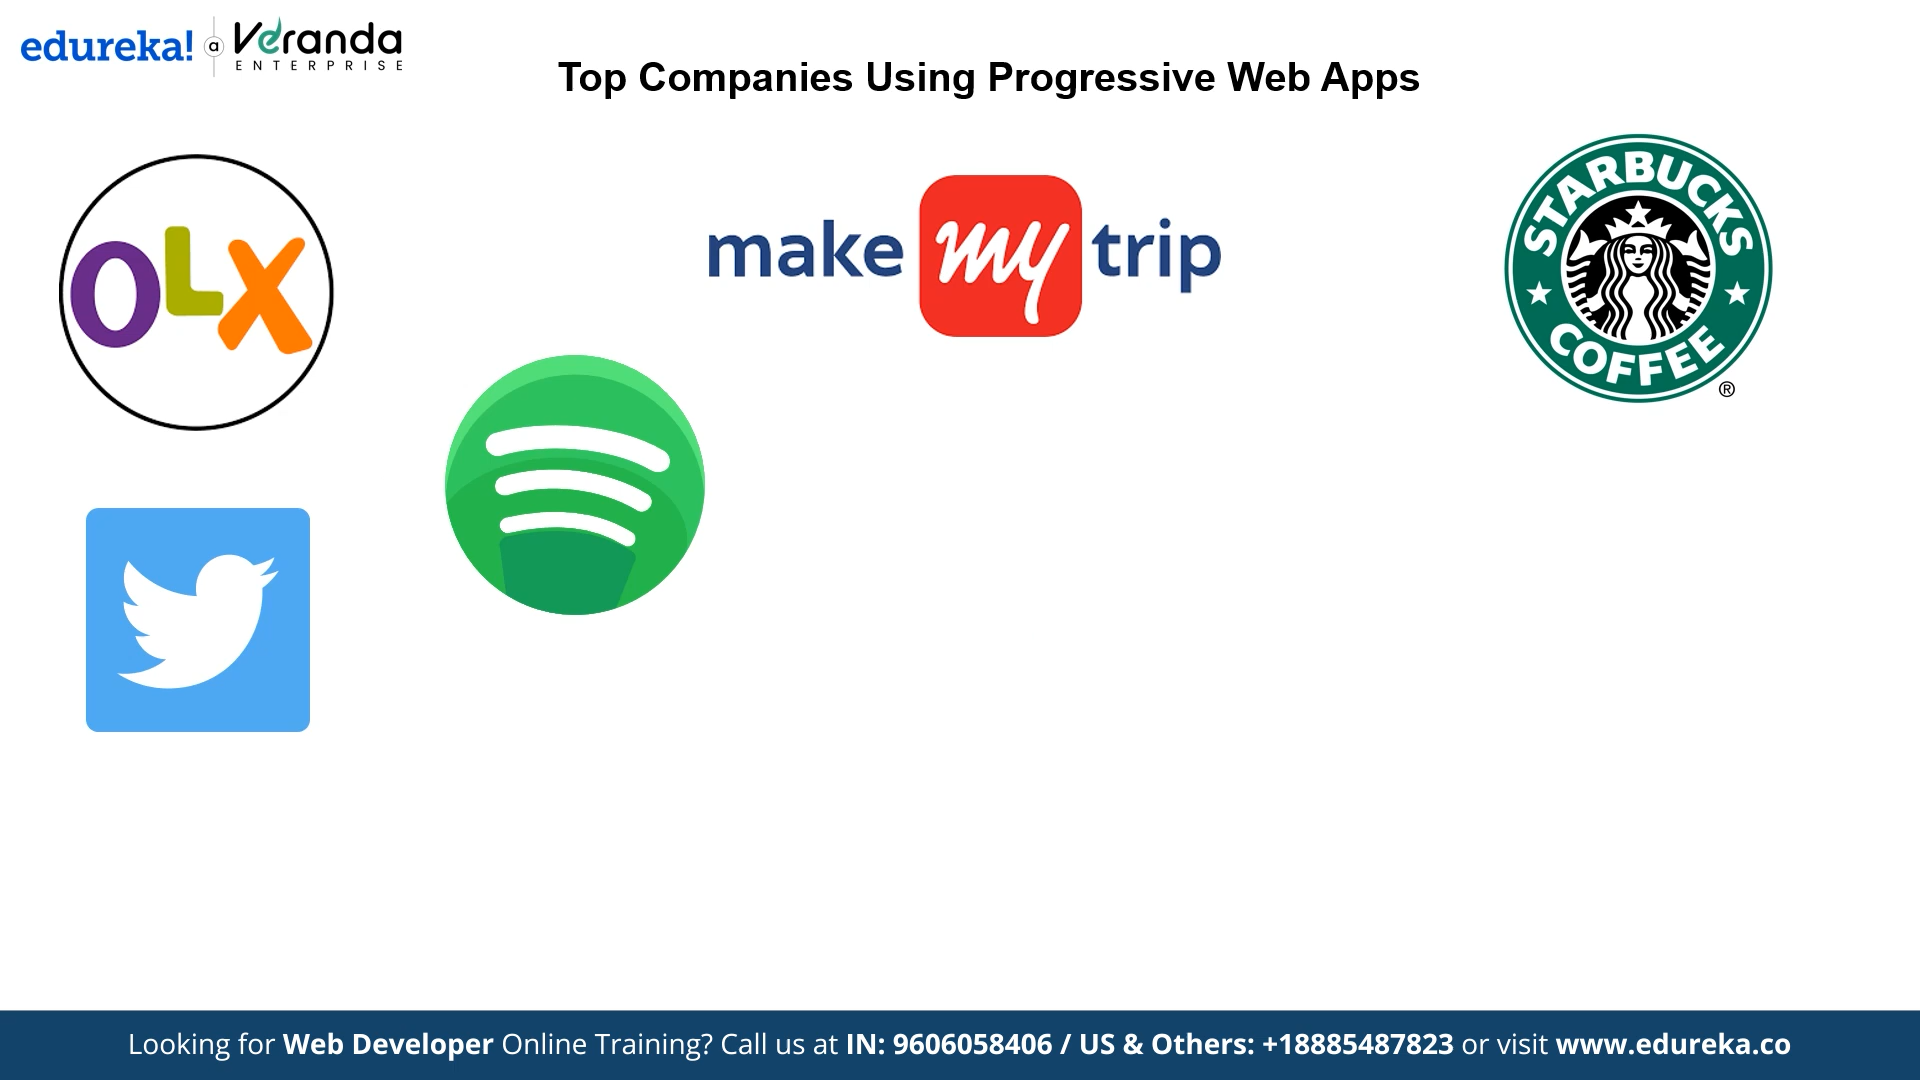 edureka! a Veranda
ENTERPRISE
Top Companies Using Progressive Web Apps
OLX
make my trip
STARBUCKS
COFFEE
®
Looking for Web Developer Online Training? Call us at IN: 9606058406 / US & Others: +18885487823 or visit www.edureka.co